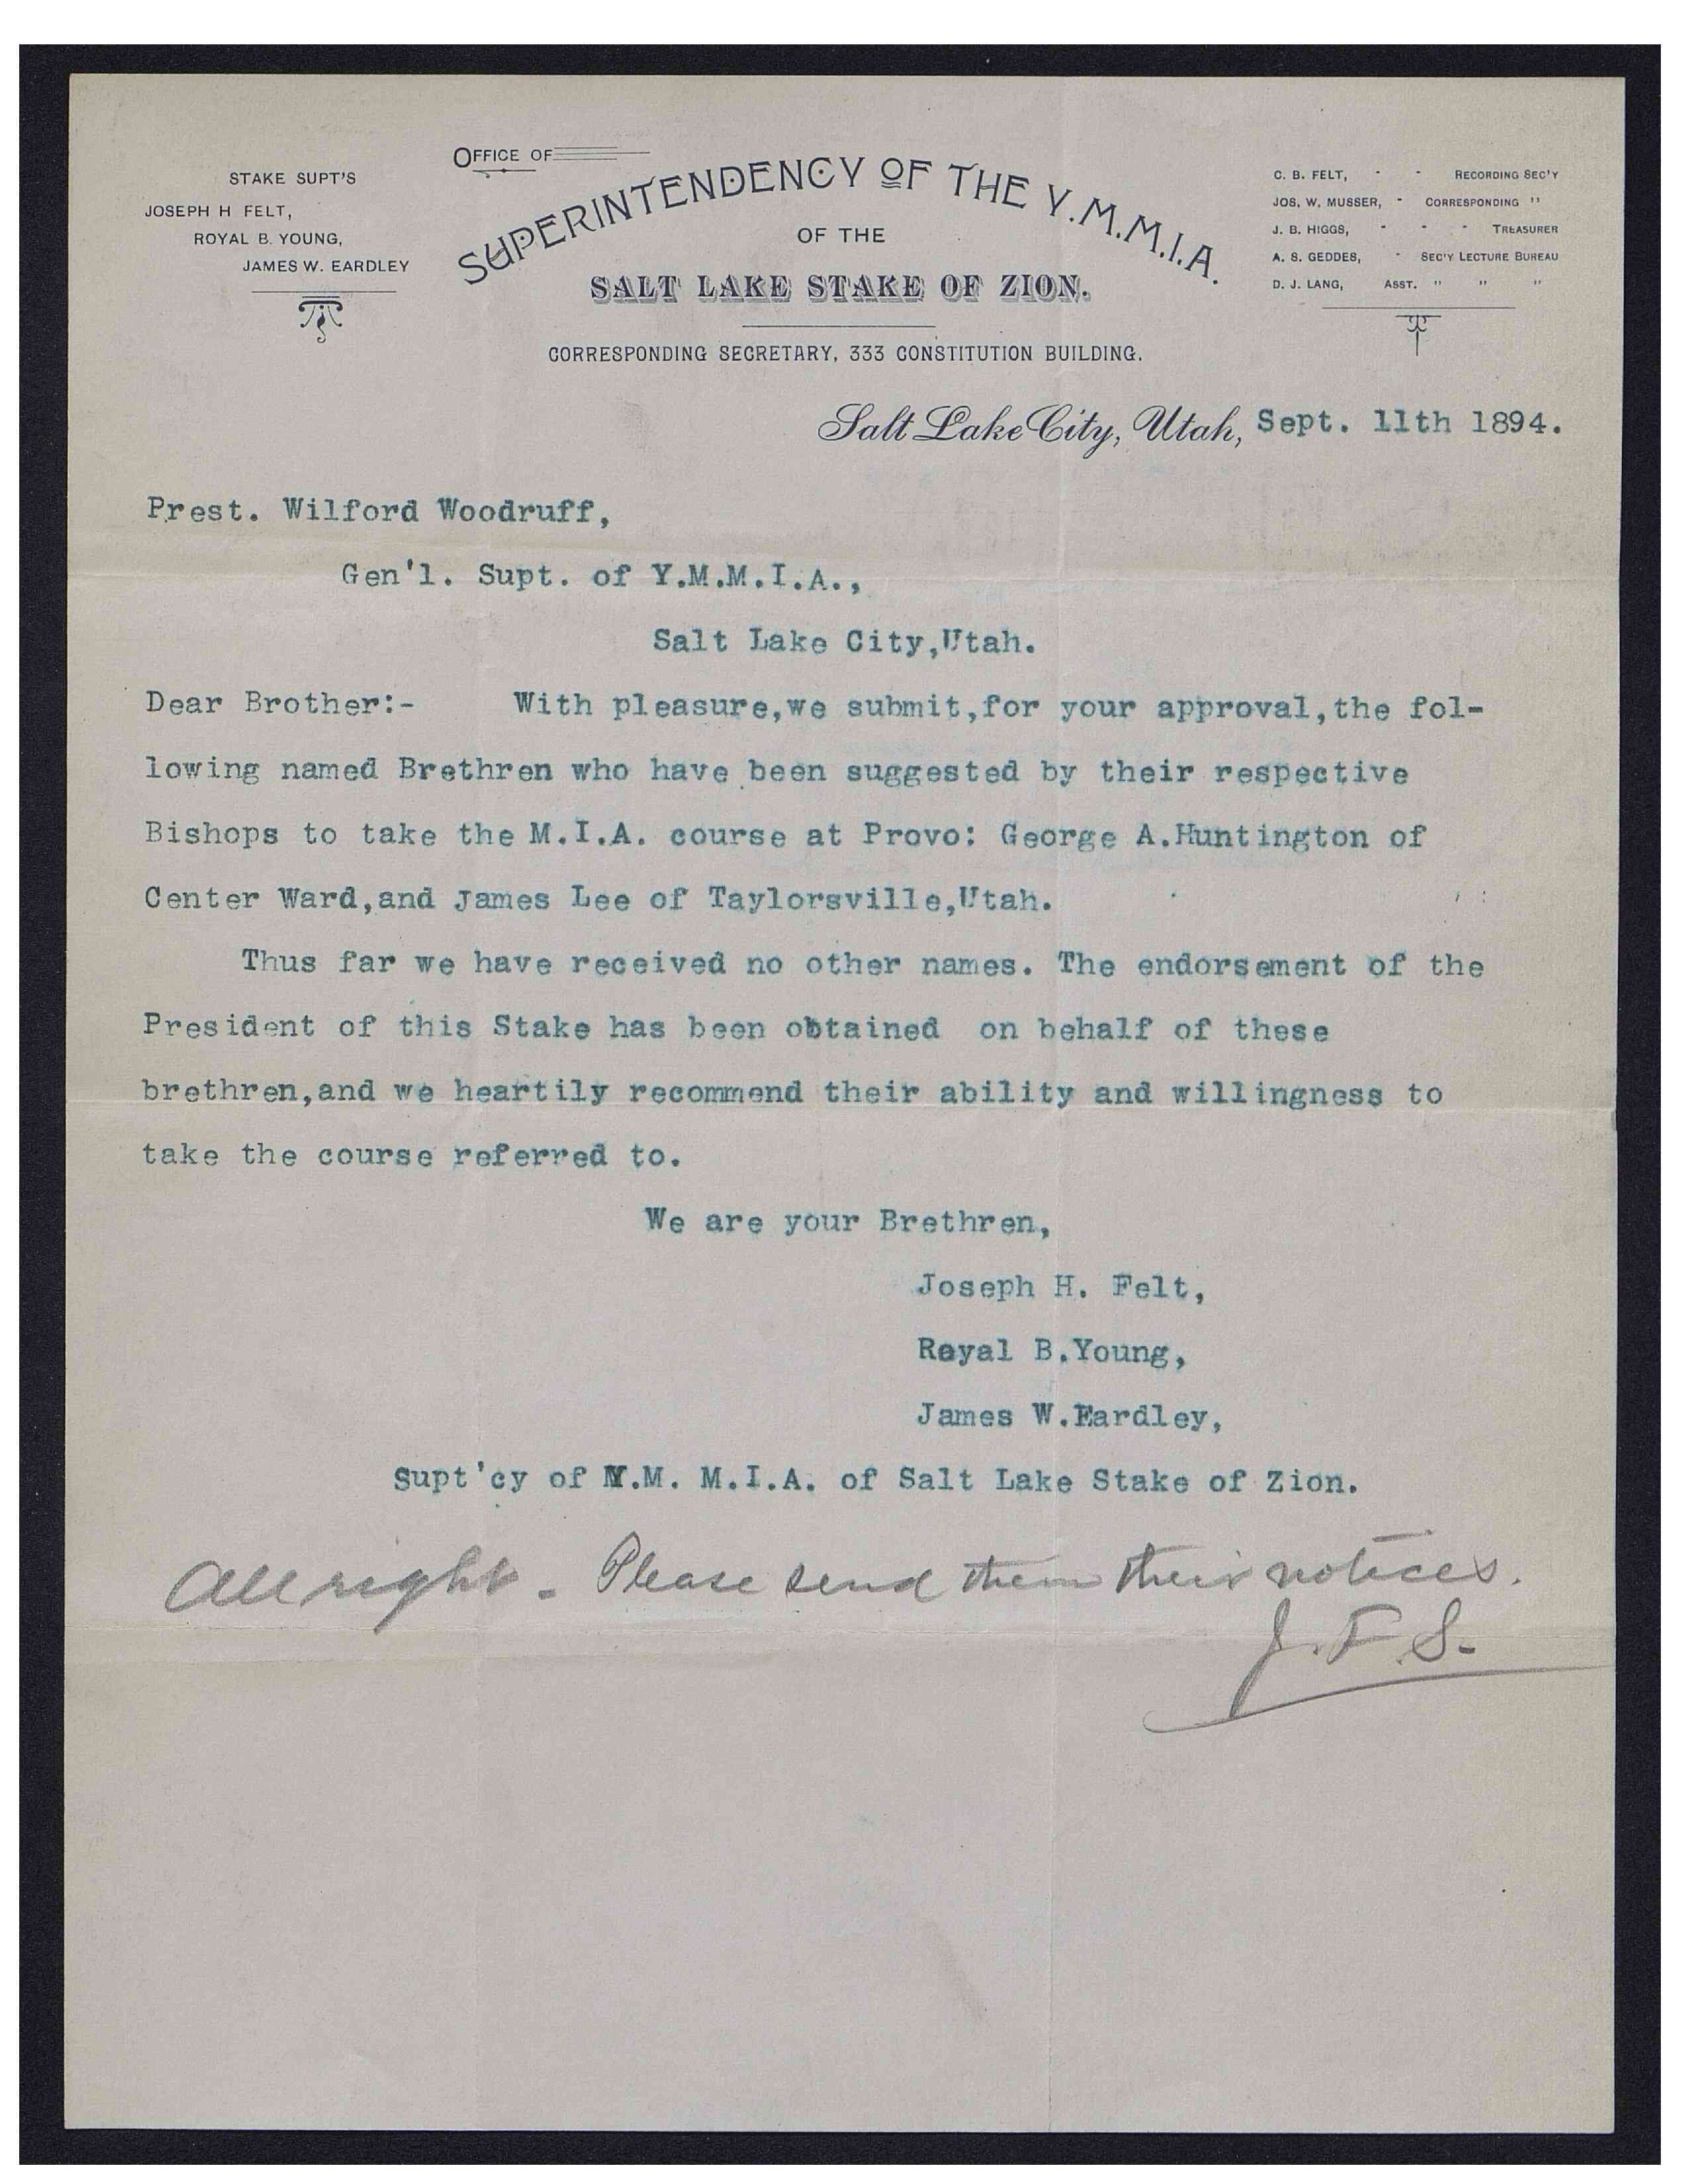 STAKE SUPT'S
JOSEPH H FELT,
ROYAL B. YOUNG,
JAMES W. EARDLEY
OFFICE OF
SUPERINTENDENCY OF THE Y.M.M.I.A.
OF THE
SALT LAKE STAKE OF ZION.
CORRESPONDING SECRETARY, 333 CONSTITUTION BUILDING.
C. B. FELT, - - RECORDING SEC'Y
JOS. W. MUSSER, - CORRESPONDING "
J. B. HIGGS, - - - TREASURER
A. S. GEDDES, - SEC'Y LECTURE BUREAU
D. J. LANG, ASST. " " "
Salt Lake City, Utah, Sept. 11th 1894.
Prest. Wilford Woodruff,
Gen'l. Supt. of Y.M.M.I.A.,
Salt Lake City,Utah.
Dear Brother:- With pleasure,we submit,for your approval,the fol-
lowing named Brethren who have been suggested by their respective
Bishops to take the M.I.A. course at Provo: George A.Huntington of
Center Ward,and James Lee of Taylorsville,Utah.
Thus far we have received no other names. The endorsement of the
President of this Stake has been obtained on behalf of these
brethren,and we heartily recommend their ability and willingness to
take the course referred to.
We are your Brethren,
Joseph H. Felt,
Royal B.Young,
James W.Eardley,
Supt'cy of Y.M. M.I.A. of Salt Lake Stake of Zion.
All right. Please send them their notices.
J. F. S.